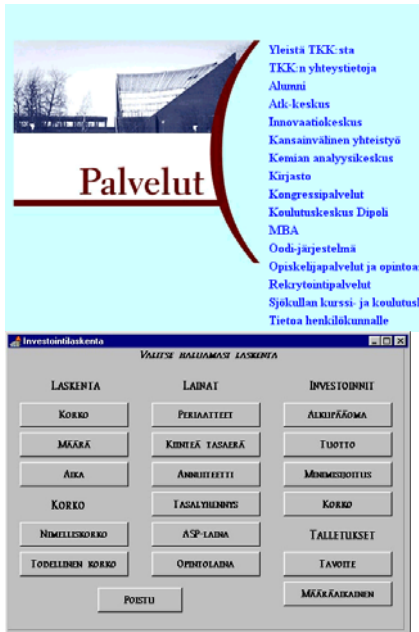 Yleistä TKK:sta
TKK:n yhteystietoja
Alumni
Atk-keskus
Innovaatiokeskus
Kansainvälinen yhteistyö
Kemian analyysikeskus
Kirjasto
Kongressipalvelut
Koulutuskeskus Dipoli
MBA
Oodi-järjestelmä
Opiskelijapalvelut ja opintoa
Rekrytointipalvelut
Sjökullan kurssi- ja koulutusl
Tietoa henkilökunnalle
Palvelut
Investointilaskenta
VALITSE HALUAMASI LASKENTA
LASKENTA LAINAT INVESTOINNIT
KORKO PERIAATTEET ALKUPÄÄOMA
MÄÄRÄ KIINTEÄ TASAERÄ TUOTTO
AIKA ANNUITEETTI MINIMISIJOITUS
KORKO TASALYHENNYS KORKO
NIMELLISKORKO ASP-LAINA TALLETUKSET
TODELLINEN KORKO OPINTOLAINA TAVOITE
POISTU MÄÄRÄAIKAINEN